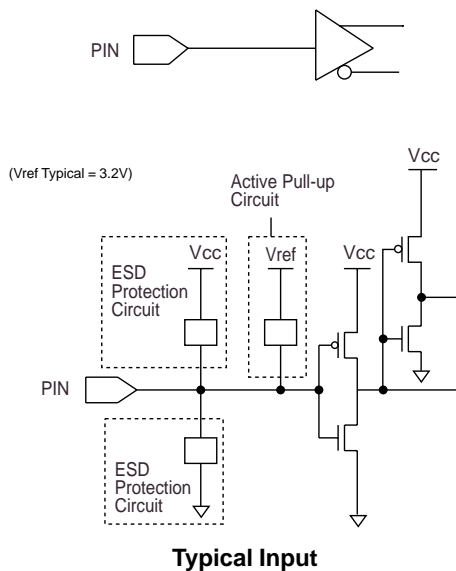 PIN
(Vref Typical = 3.2V)
Active Pull-up
Circuit
Vcc
Vcc
Vref
Vcc
ESD
Protection
Circuit
PIN
ESD
Protection
Circuit
Typical Input